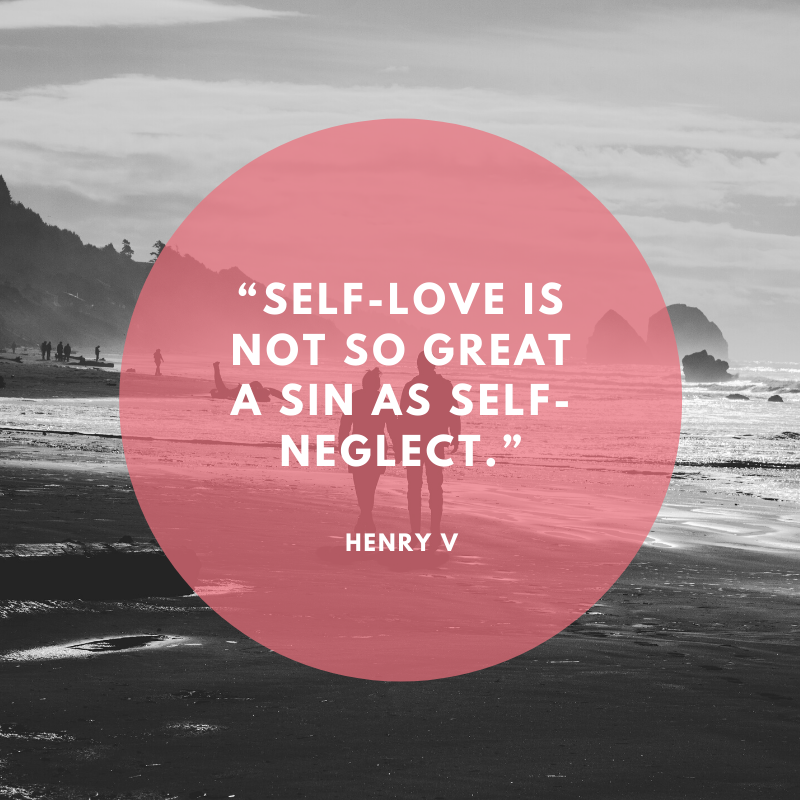 “SELF-LOVE IS
NOT SO GREAT
A SIN AS SELF-
NEGLECT.”
HENRY V